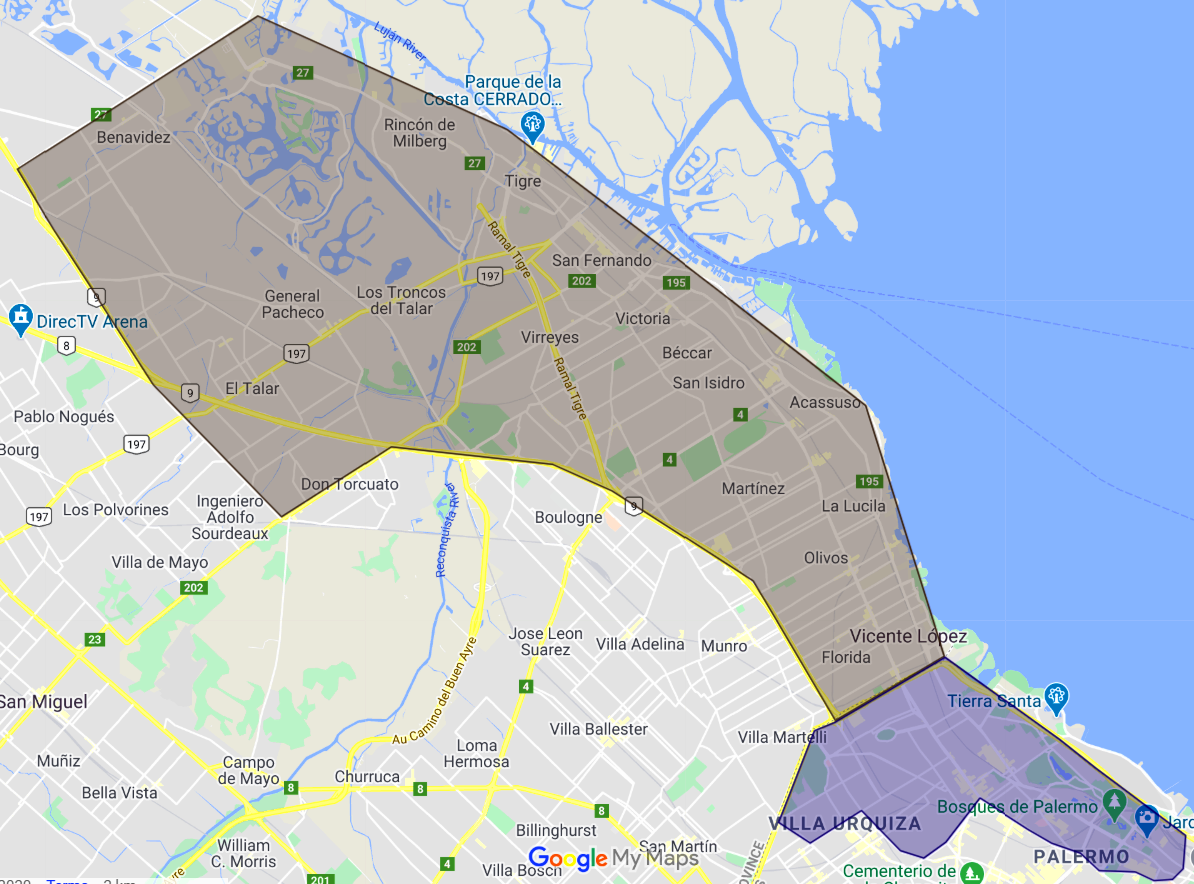 Luján River
27
Parque de la
Costa CERRADO...
27
Benavidez
Rincón de
Milberg
27
Tigre
Ramal Tigre
San Fernando
197
202
195
9
General
Pacheco
Los Troncos
del Talar
DirecTV Arena
Victoria
8
Virreyes
202
197
Béccar
Ramal Tigre
San Isidro
9
El Talar
Acassuso
Pablo Nogués
4
197
Bourg
4
195
Don Torcuato
Martínez
Ingeniero
Adolfo
Sourdeaux
Reconquista River
9
La Lucila
Los Polvorines
197
Boulogne
Villa de Mayo
Olivos
202
23
Jose Leon
Suarez
Villa Adelina
Munro
Vicente López
Florida
Au Camino del Buen Ayre
4
San Miguel
Tierra Santa
Villa Ballester
Villa Martelli
Loma
Hermosa
Muñiz
Campo
de Mayo
Churruca
8
8
Bella Vista
8
Bosques de Palermo
VILLA URQUIZA
Jard
Billinghurst
William
C. Morris
San Martín
PALERMO
Google My Maps
4
Villa Bosch
Cementerio de
201
2020
Terms
2 km